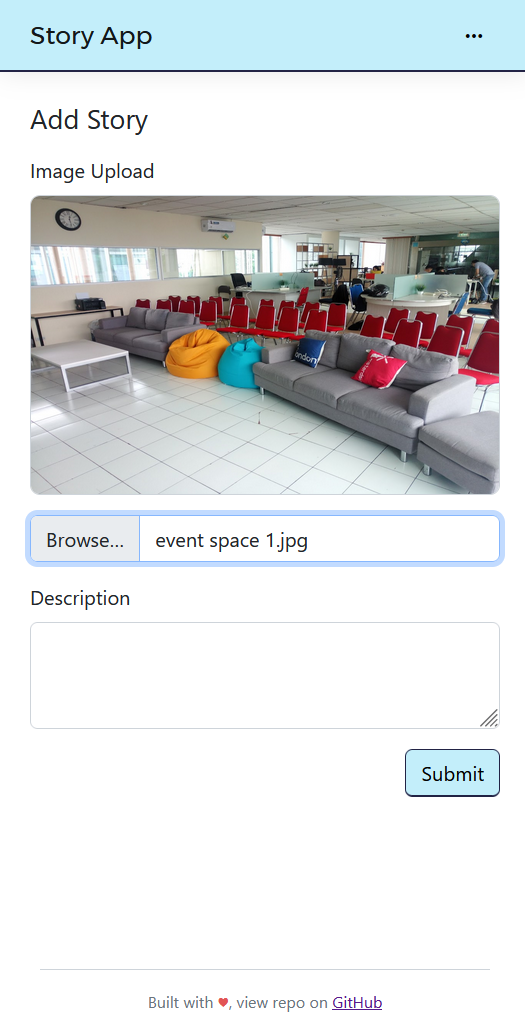 Story App
Add Story
Image Upload
ondon
Browse... event space 1.jpg
Description
Submit
Built with ♥, view repo on GitHub